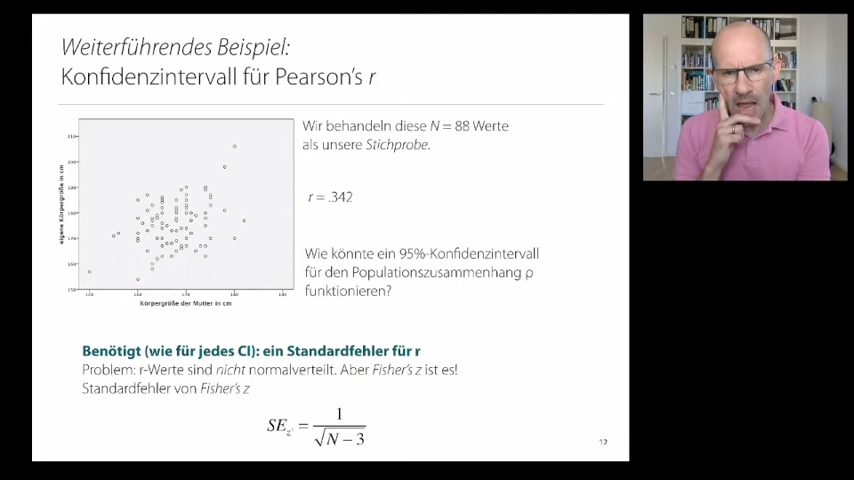 Weiterführendes Beispiel:
Konfidenzintervall für Pearson's r
Wir behandeln diese N = 88 Werte
als unsere Stichprobe.
r = .342
Wie könnte ein 95%-Konfidenzintervall
für den Populationszusammenhang ρ
funktionieren?
eigene Körpergröße in cm
Körpergröße der Mutter in cm
Benötigt (wie für jedes CI): ein Standardfehler für r
Problem: r-Werte sind nicht normalverteilt. Aber Fisher's z ist es!
Standardfehler von Fisher's z
SE_z' = 1 / √(N − 3)
12